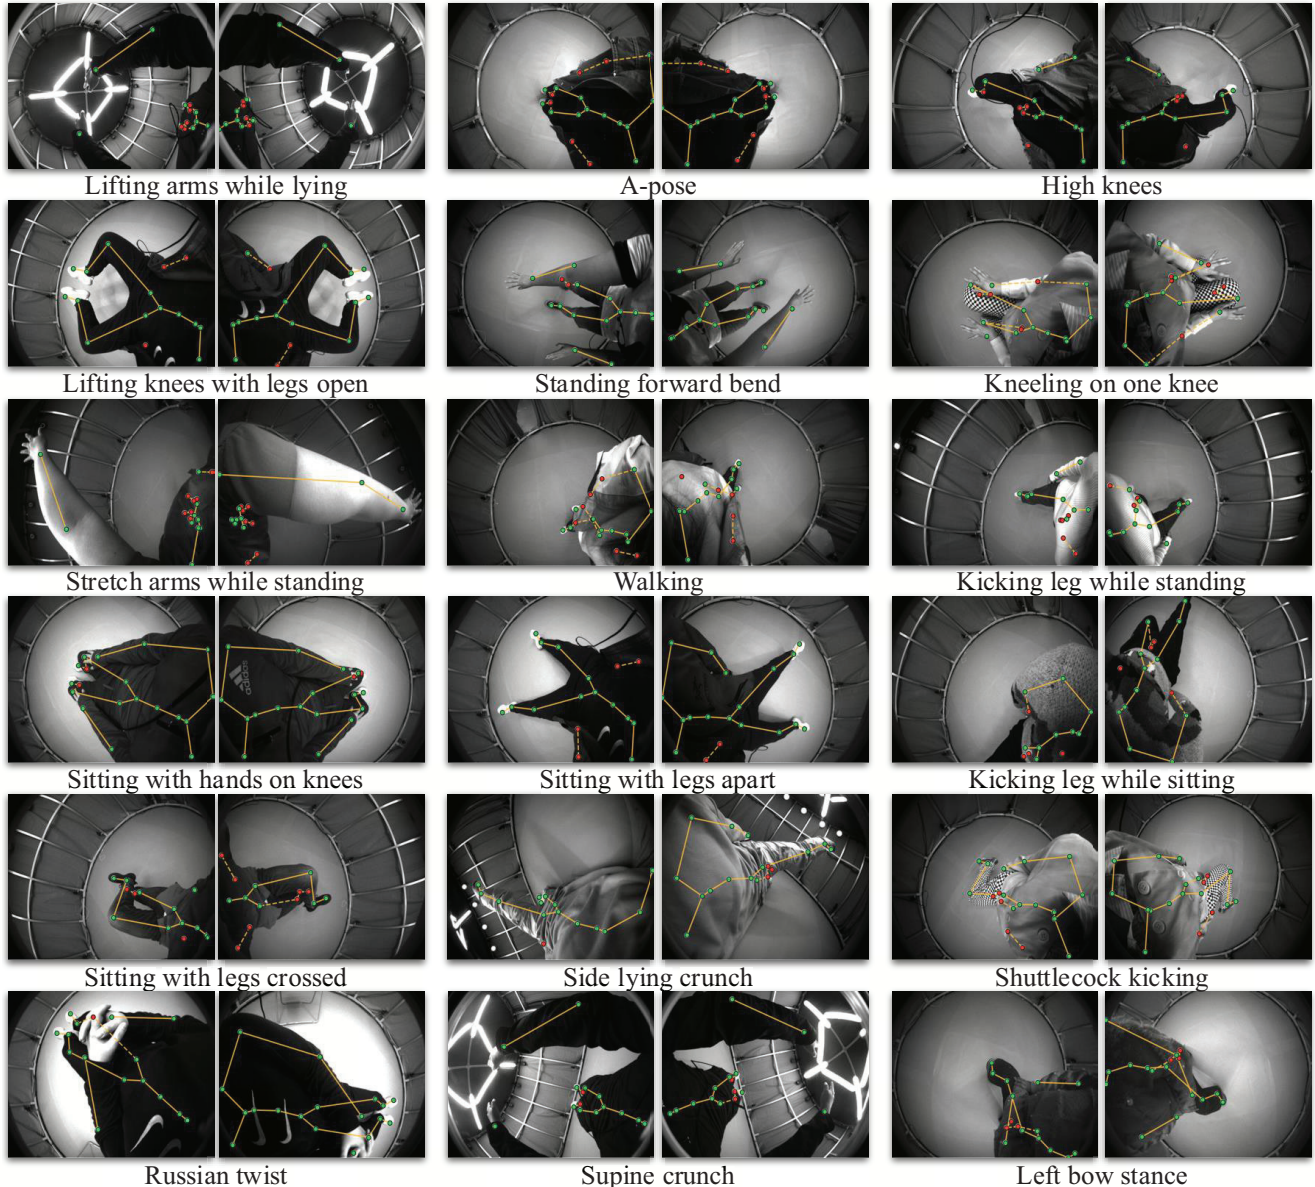 Lifting arms while lying
A-pose
High knees
Lifting knees with legs open
Standing forward bend
Kneeling on one knee
Stretch arms while standing
Walking
Kicking leg while standing
adidas
Sitting with hands on knees
Sitting with legs apart
Kicking leg while sitting
Sitting with legs crossed
Side lying crunch
Shuttlecock kicking
Russian twist
Supine crunch
Left bow stance